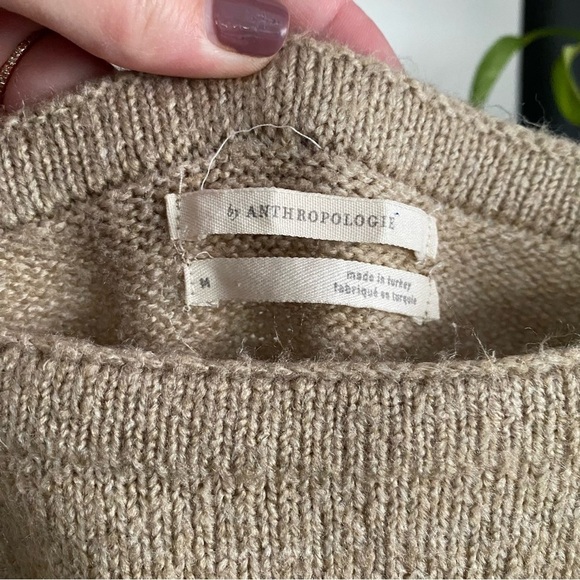 by ANTHROPOLOGIE
M
made in turkey
fabriqué en turquie